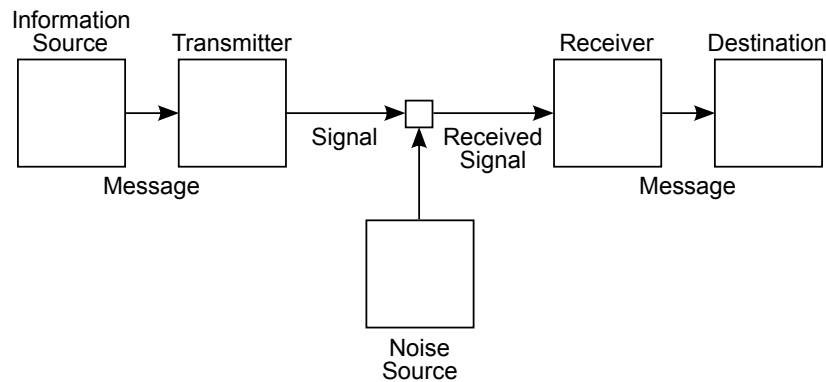 Information
Source
Transmitter
Receiver
Destination
Signal
Received
Signal
Message
Message
Noise
Source